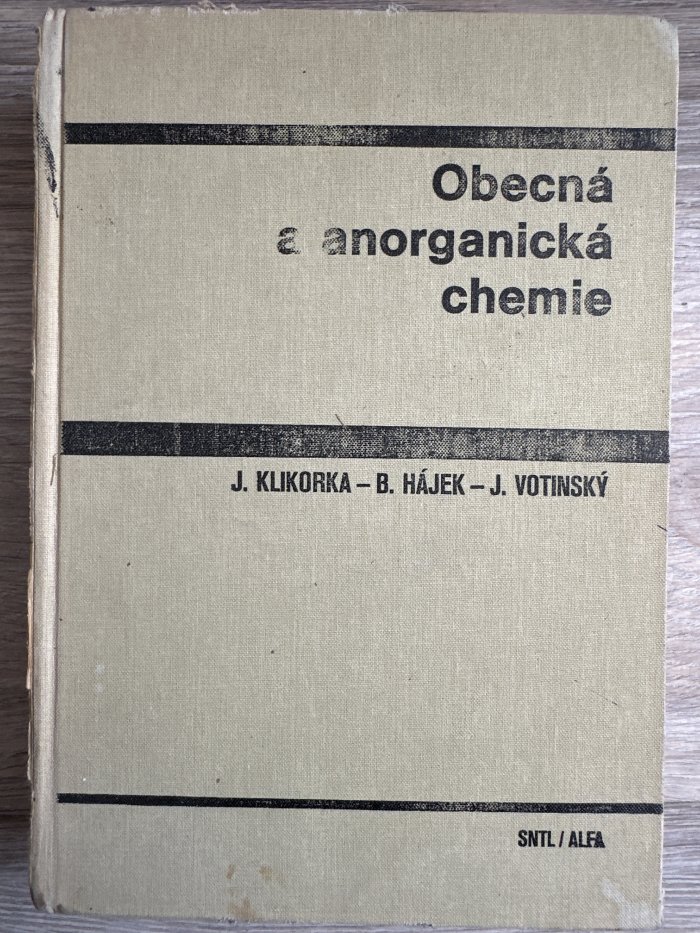 Obecná
a anorganická
chemie
J. KLIKORKA – B. HÁJEK – J. VOTINSKÝ
SNTL / ALFA